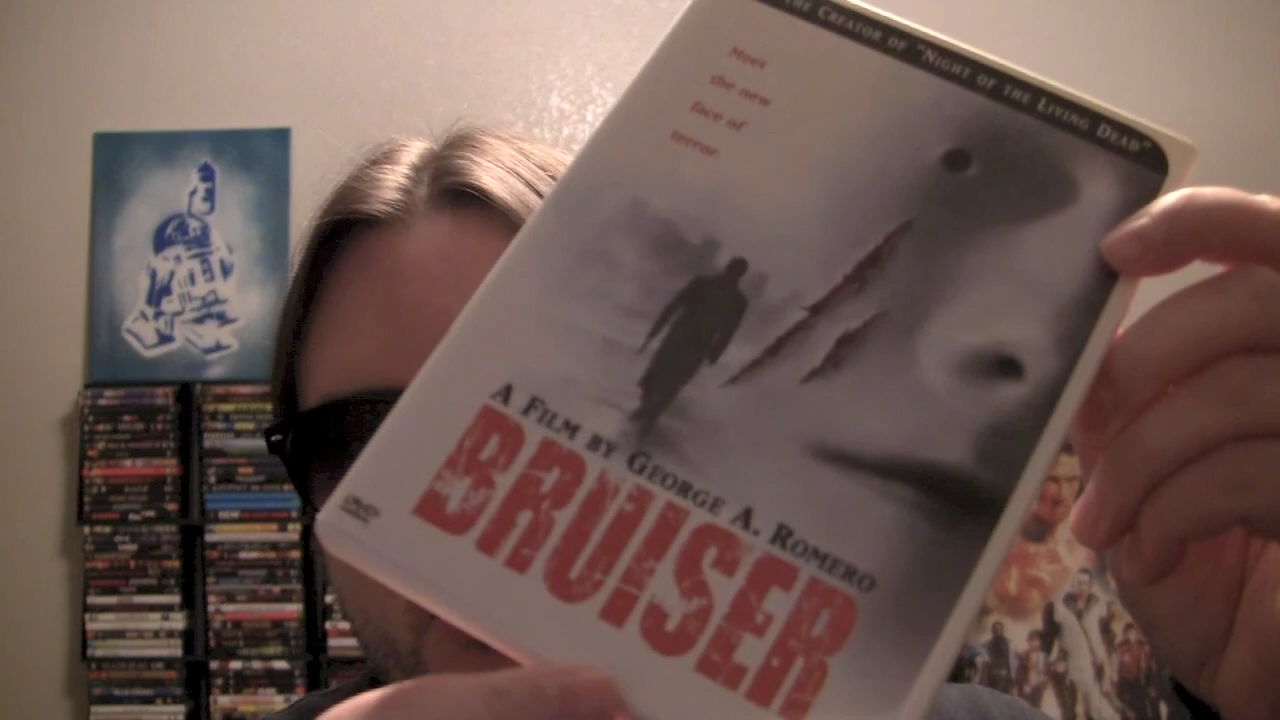 THE CREATOR OF "NIGHT OF THE LIVING DEAD"
Meet
the new
face of
terror.
A FILM BY GEORGE A. ROMERO
BRUISER
DVD